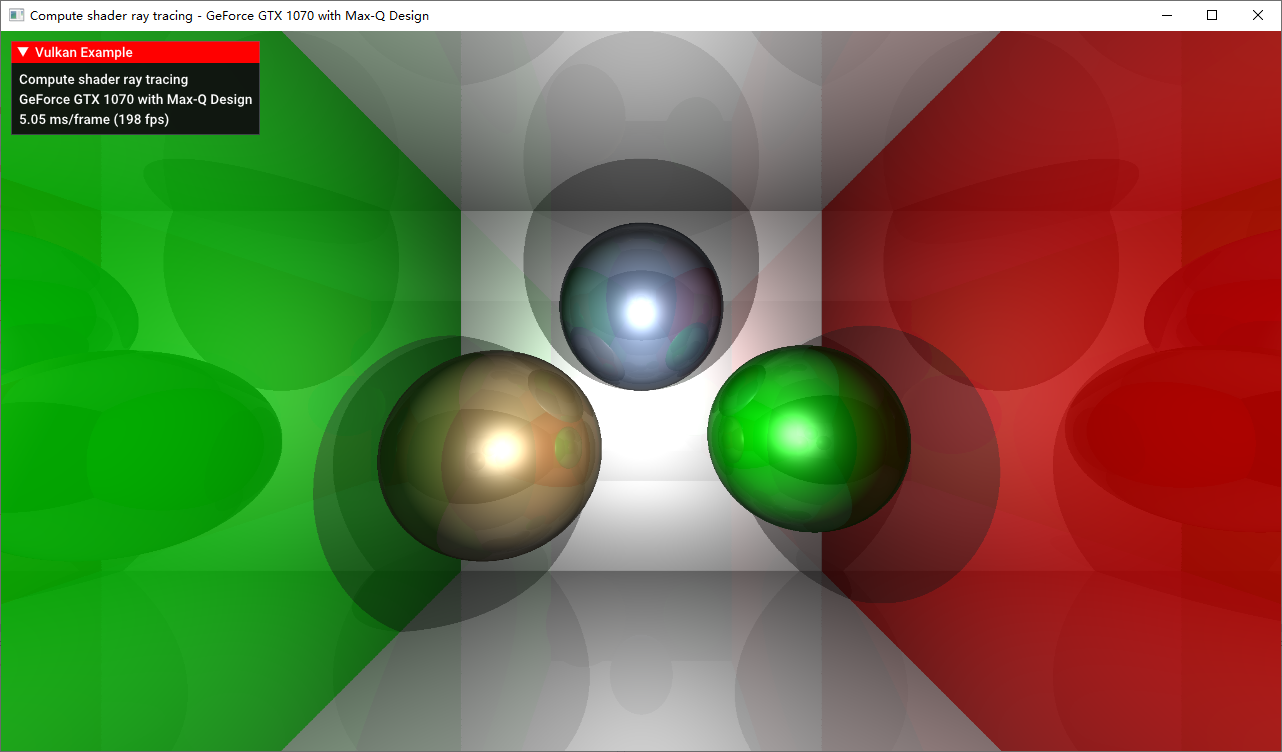 Compute shader ray tracing - GeForce GTX 1070 with Max-Q Design
Vulkan Example
Compute shader ray tracing
GeForce GTX 1070 with Max-Q Design
5.05 ms/frame (198 fps)